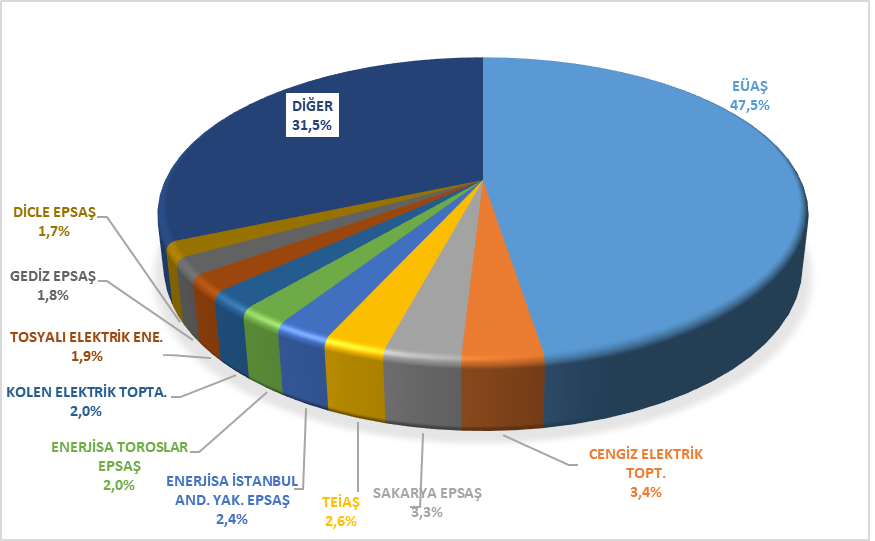 EÜAŞ
47,5%
DİĞER
31,5%
DİCLE EPSAŞ
1,7%
GEDİZ EPSAŞ
1,8%
TOSYALI ELEKTRİK ENE.
1,9%
KOLEN ELEKTRİK TOPTA.
2,0%
ENERJİSA TOROSLAR
EPSAŞ
2,0%
ENERJİSA İSTANBUL
AND. YAK. EPSAŞ
2,4%
TEİAŞ
2,6%
SAKARYA EPSAŞ
3,3%
CENGİZ ELEKTRİK
TOPT.
3,4%